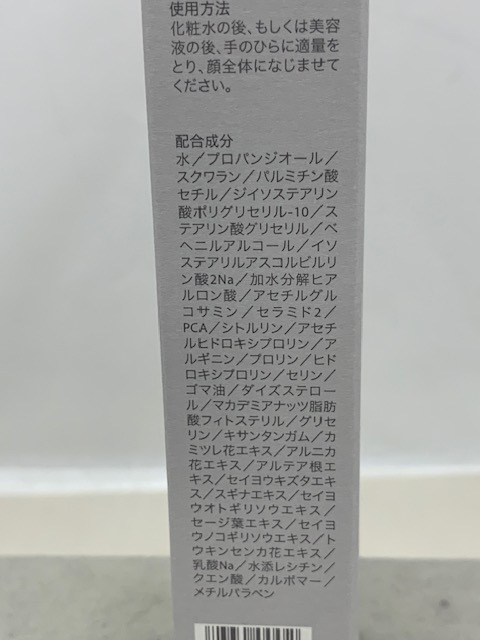 使用方法
化粧水の後、もしくは美容
液の後、手のひらに適量を
とり、顔全体になじませて
ください。
配合成分
水／プロパンジオール／
スクワラン／パルミチン酸
セチル／ジイソステアリン
酸ポリグリセリル-10／ス
テアリン酸グリセリル／ベ
ヘニルアルコール／イソ
ステアリルアスコルビルリ
ン酸2Na／加水分解ヒア
ルロン酸／アセチルグル
コサミン／セラミド2／
PCA／シトルリン／アセチ
ルヒドロキシプロリン／ア
ルギニン／プロリン／ヒド
ロキシプロリン／セリン／
ゴマ油／ダイズステロー
ル／マカデミアナッツ脂肪
酸フィトステリル／グリセ
リン／キサンタンガム／カ
ミツレ花エキス／アルニカ
花エキス／アルテア根エ
キス／セイヨウキズタエキ
ス／スギナエキス／セイヨ
ウオトギリソウエキス／
セージ葉エキス／セイヨ
ウノコギリソウエキス／ト
ウキンセンカ花エキス／
乳酸Na／水添レシチン／
クエン酸／カルボマー／
メチルパラベン